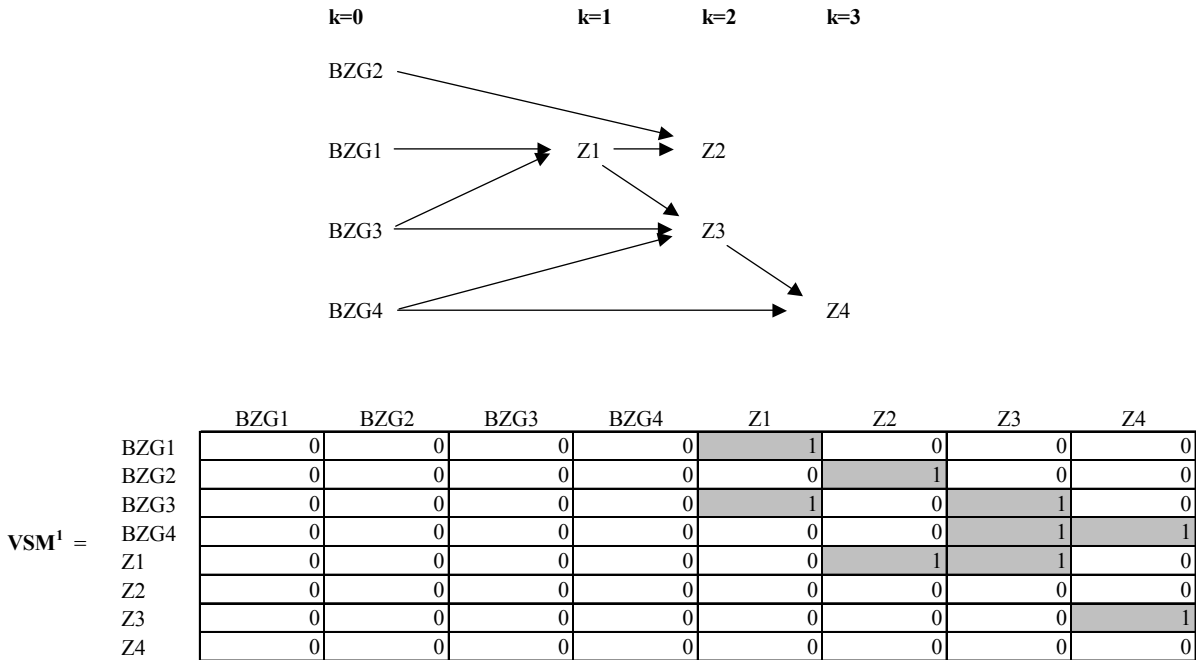 k=0 k=1 k=2 k=3
BZG2
BZG1 Z1 Z2
BZG3 Z3
BZG4 Z4
BZG1 BZG2 BZG3 BZG4 Z1 Z2 Z3 Z4
BZG1 0 0 0 0 1 0 0 0
BZG2 0 0 0 0 0 1 0 0
BZG3 0 0 0 0 1 0 1 0
VSM¹ = BZG4 0 0 0 0 0 0 1 1
Z1 0 0 0 0 0 1 1 0
Z2 0 0 0 0 0 0 0 0
Z3 0 0 0 0 0 0 0 1
Z4 0 0 0 0 0 0 0 0